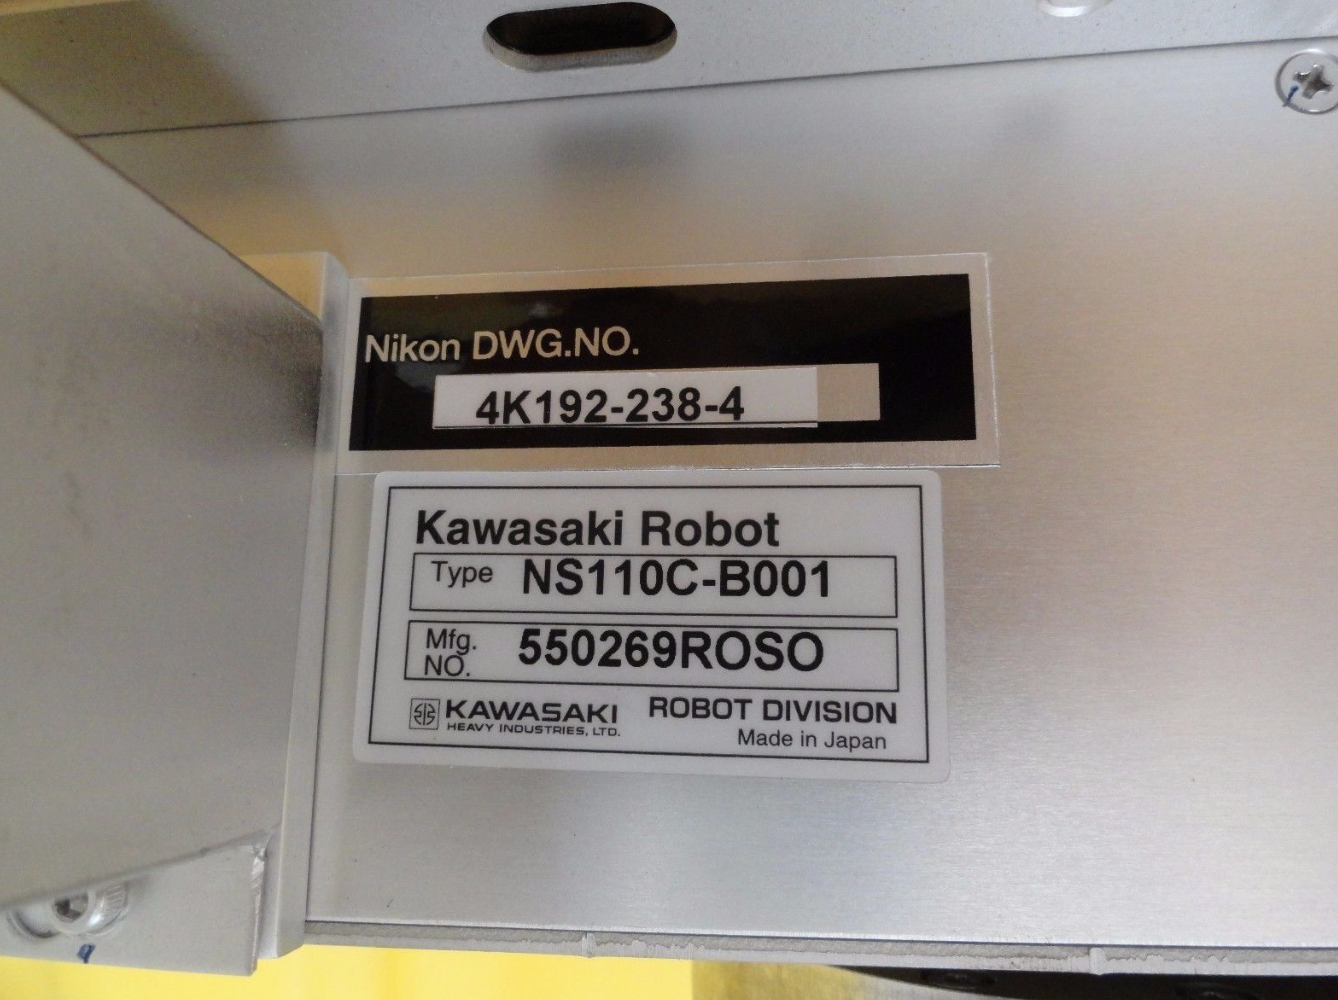 Nikon DWG.NO.
4K192-238-4
Kawasaki Robot
Type NS110C-B001
Mfg. NO. 550269ROSO
KAWASAKI HEAVY INDUSTRIES, LTD. ROBOT DIVISION
Made in Japan